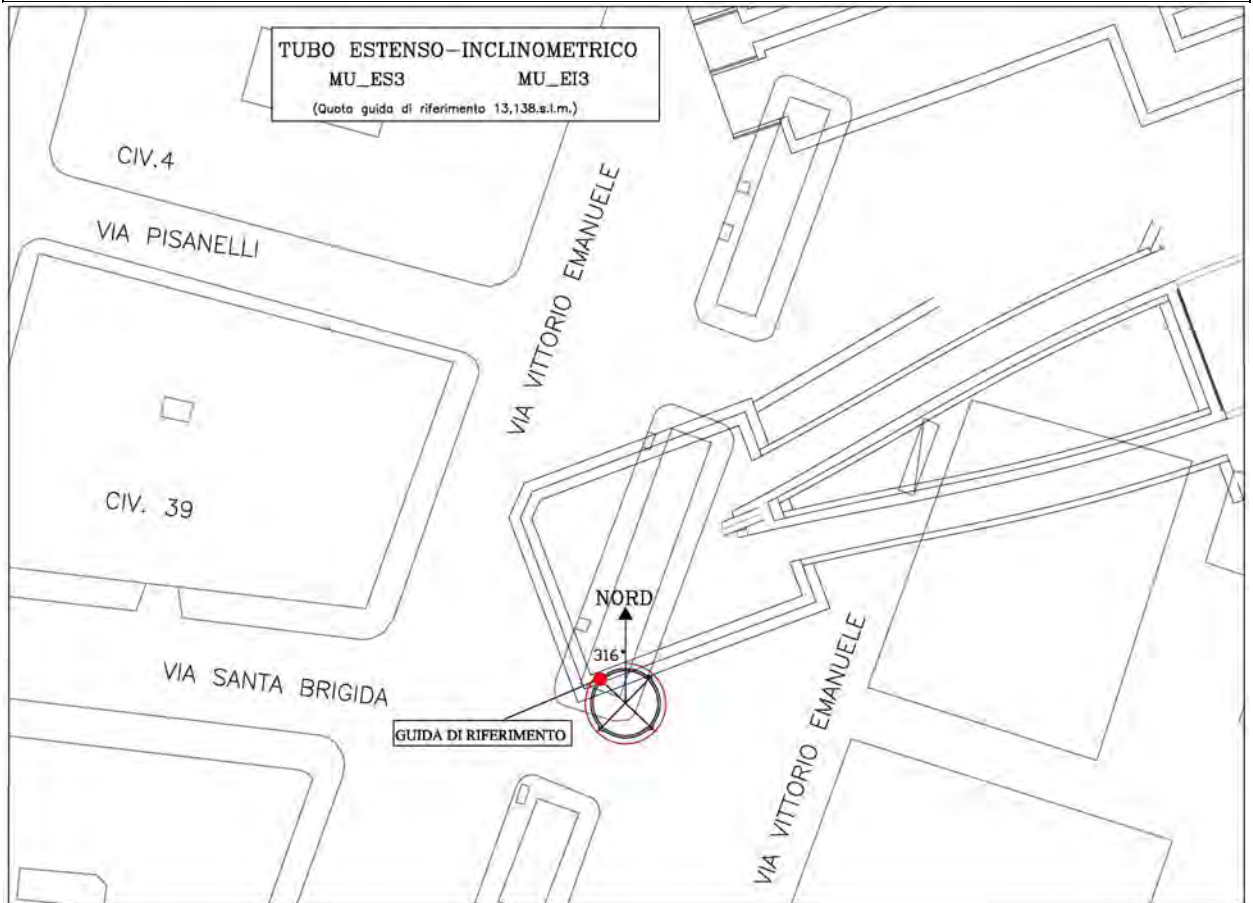 TUBO ESTENSO-INCLINOMETRICO
MU_ES3 MU_EI3
(Quota guida di riferimento 13,138.s.l.m.)
CIV.4
VIA PISANELLI
VIA VITTORIO EMANUELE
CIV. 39
NORD
316°
VIA SANTA BRIGIDA
GUIDA DI RIFERIMENTO
VIA VITTORIO EMANUELE